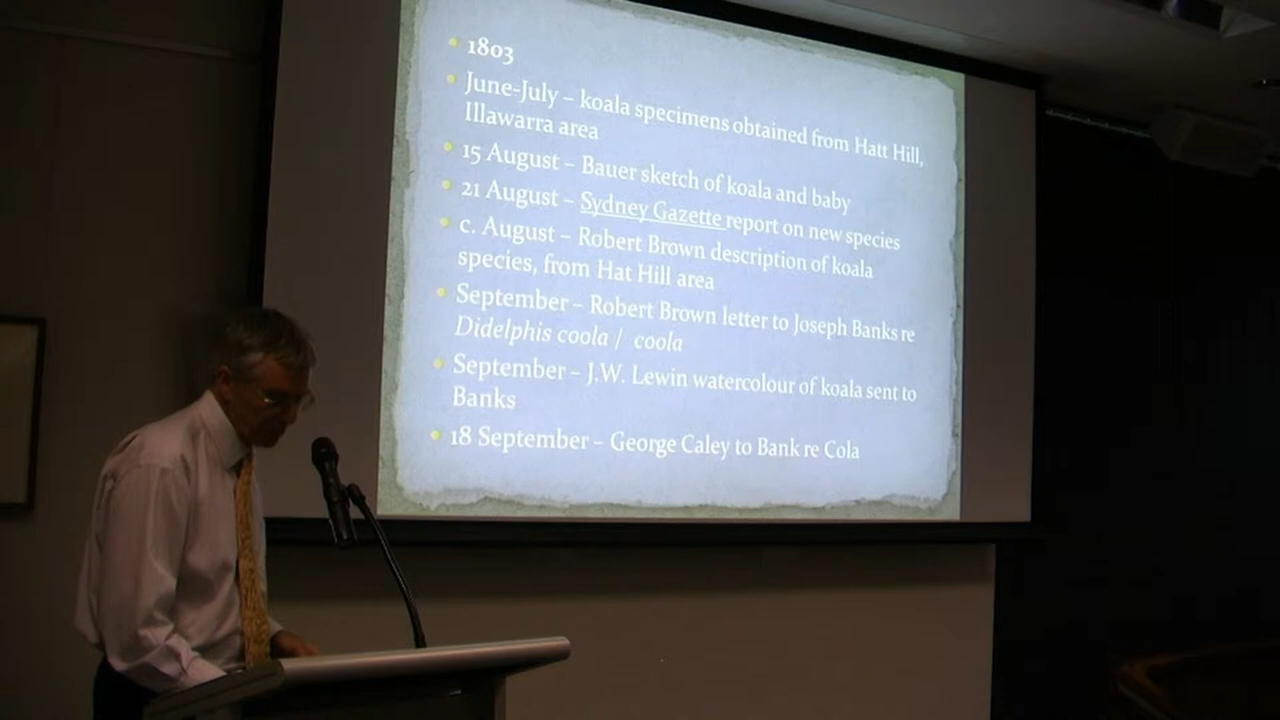 1803
June-July – koala specimens obtained from Hatt Hill,
Illawarra area
15 August – Bauer sketch of koala and baby
21 August – Sydney Gazette report on new species
c. August – Robert Brown description of koala
species, from Hat Hill area
September – Robert Brown letter to Joseph Banks re
Didelphis coola / coola
September – J.W. Lewin watercolour of koala sent to
Banks
18 September – George Caley to Bank re Cola